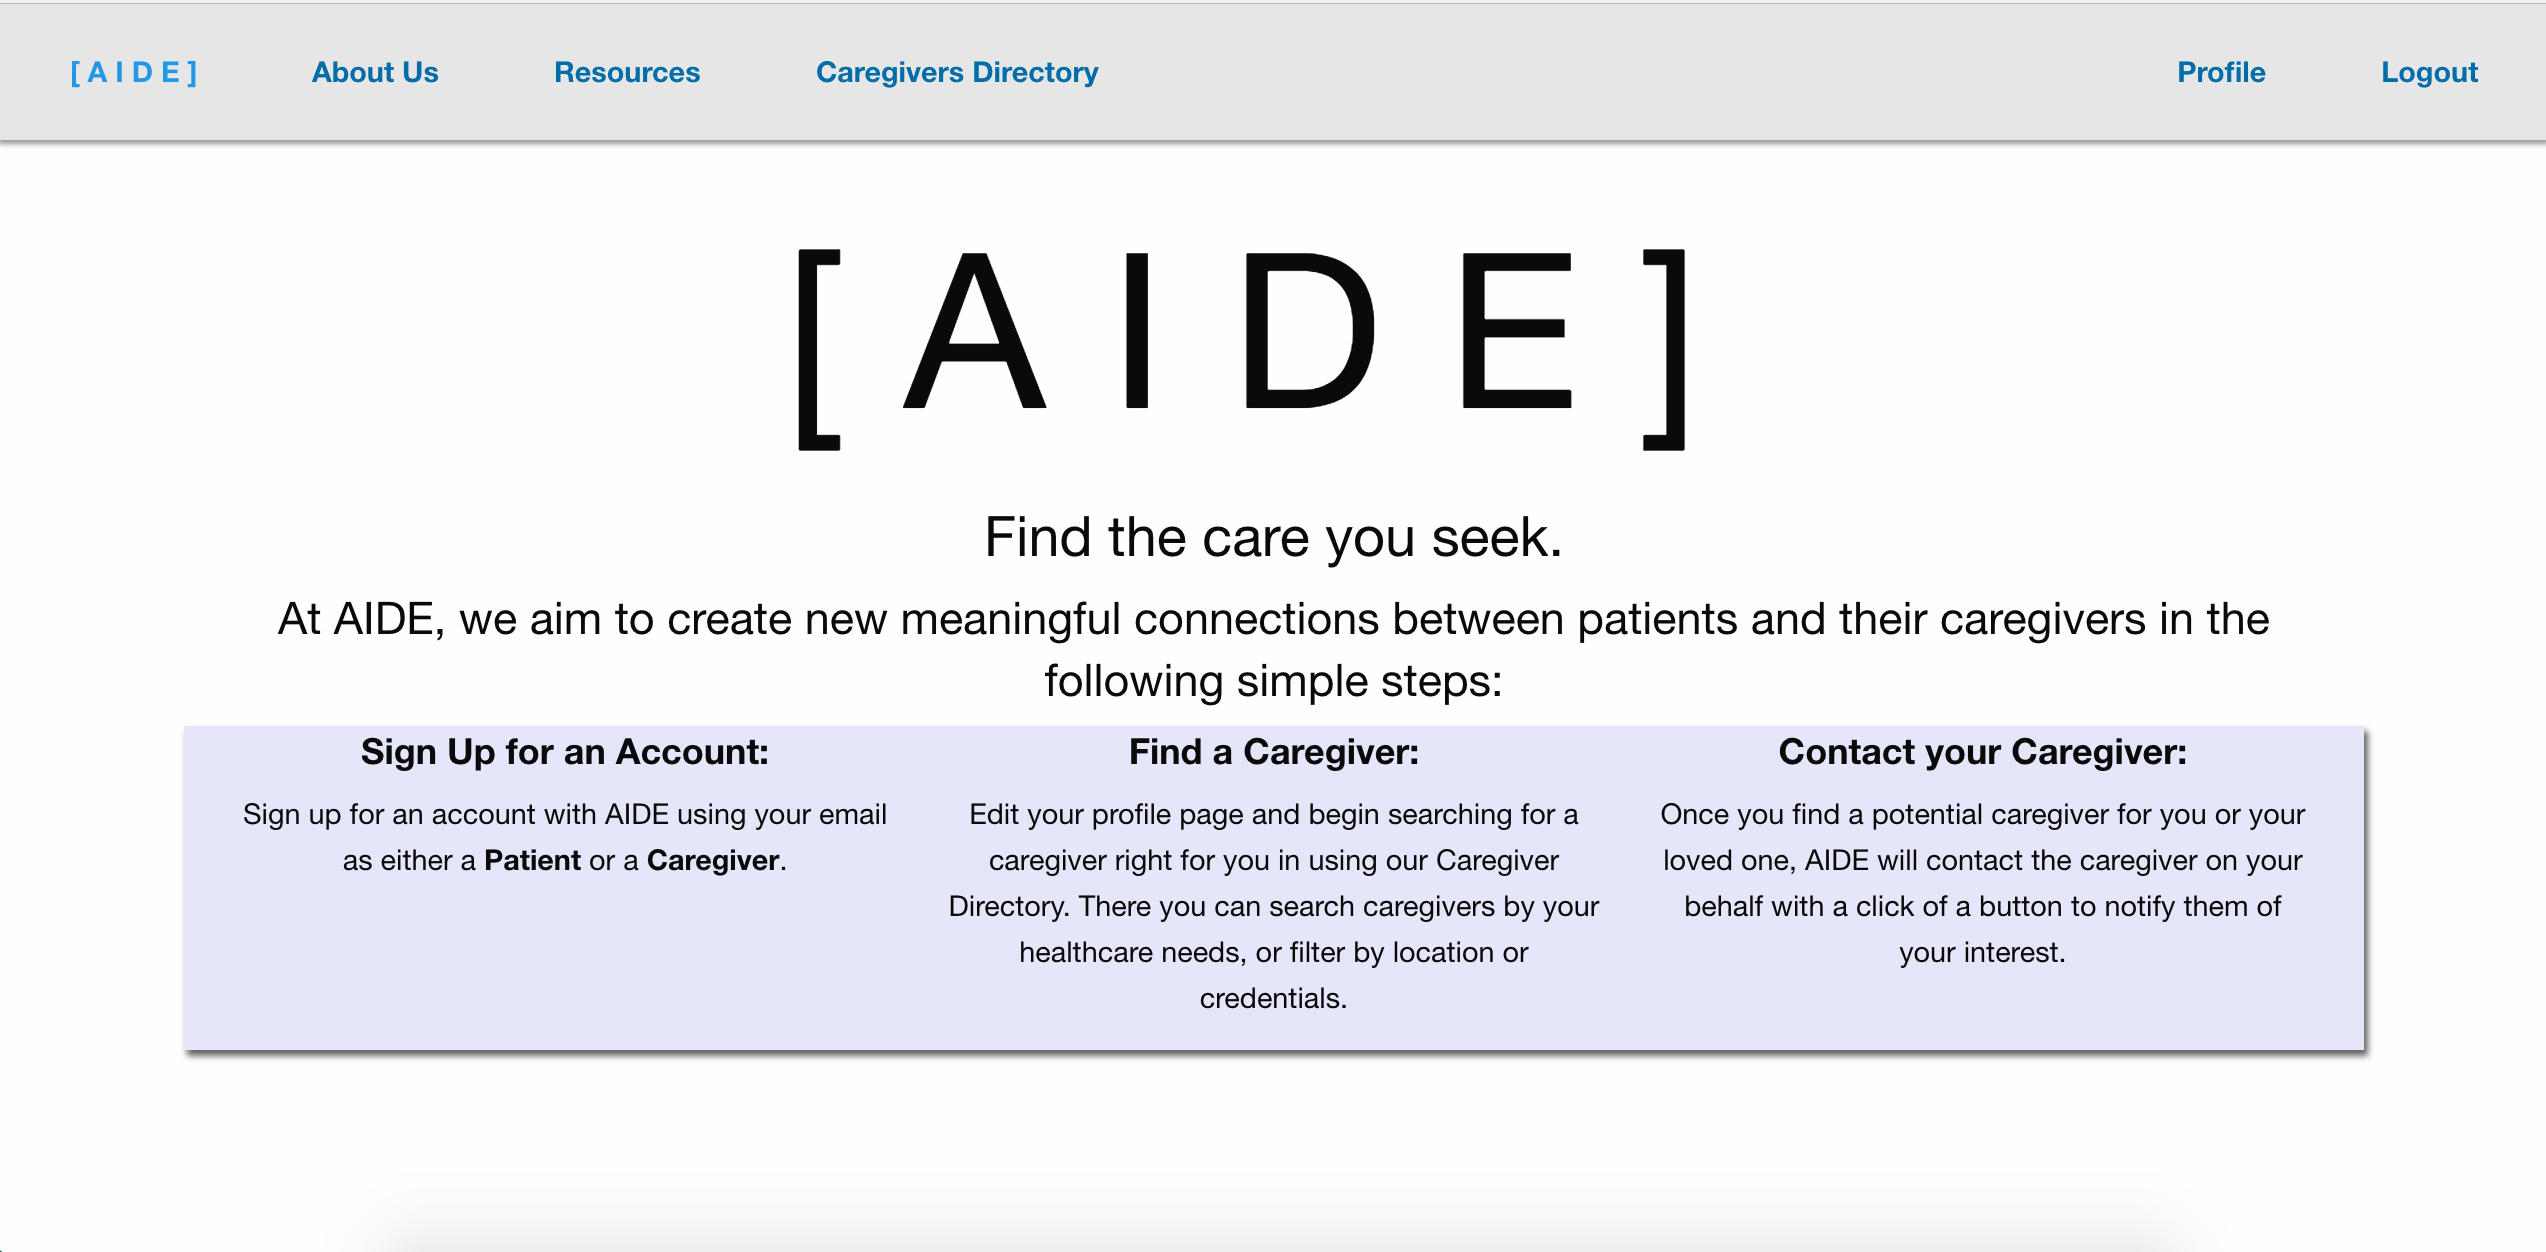 [ A I D E ] About Us Resources Caregivers Directory Profile Logout
[ A I D E ]
Find the care you seek.
At AIDE, we aim to create new meaningful connections between patients and their caregivers in the
following simple steps:
Sign Up for an Account:
Sign up for an account with AIDE using your email
as either a Patient or a Caregiver.
Find a Caregiver:
Edit your profile page and begin searching for a
caregiver right for you in using our Caregiver
Directory. There you can search caregivers by your
healthcare needs, or filter by location or
credentials.
Contact your Caregiver:
Once you find a potential caregiver for you or your
loved one, AIDE will contact the caregiver on your
behalf with a click of a button to notify them of
your interest.